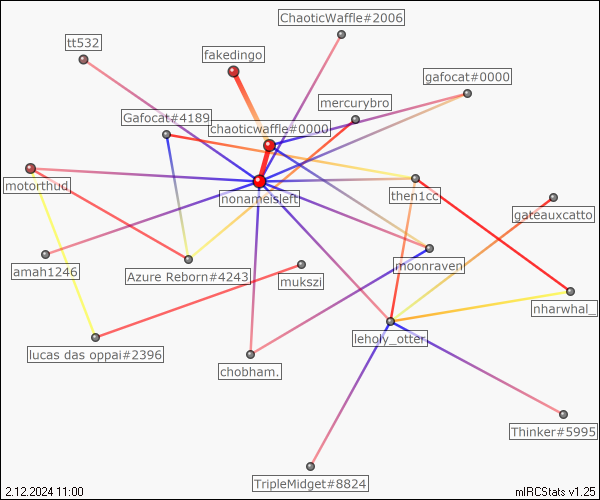 ChaoticWaffle#2006
tt532
fakedingo
gafocat#0000
mercurybro
Gafocat#4189
chaoticwaffle#0000
motorthud
nonameisleft
then1cc
gateauxcatto
amah1246
Azure Reborn#4243
moonraven
mukszi
nharwhal_
leholy_otter
lucas das oppai#2396
chobham.
Thinker#5995
TripleMidget#8824
2.12.2024 11:00
mIRCStats v1.25